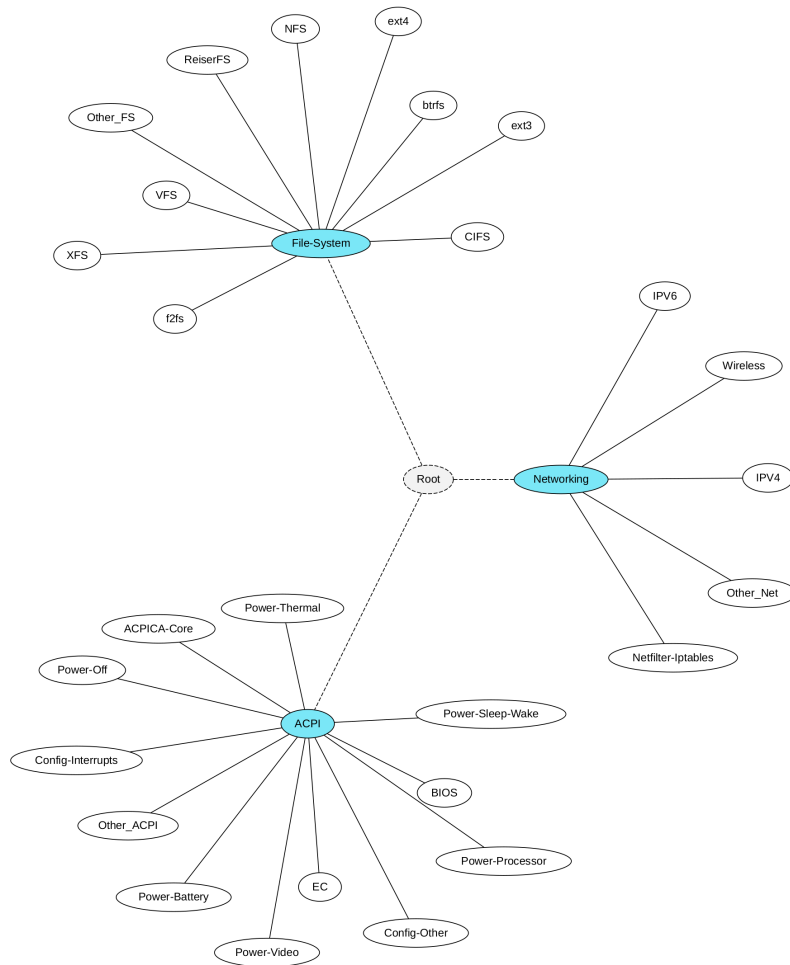 NFS
ext4
ReiserFS
btrfs
Other_FS
ext3
VFS
CIFS
File-System
XFS
IPV6
f2fs
Wireless
IPV4
Root
Networking
Other_Net
Power-Thermal
ACPICA-Core
Netfilter-Iptables
Power-Off
Power-Sleep-Wake
ACPI
Config-Interrupts
BIOS
Other_ACPI
Power-Processor
EC
Power-Battery
Config-Other
Power-Video